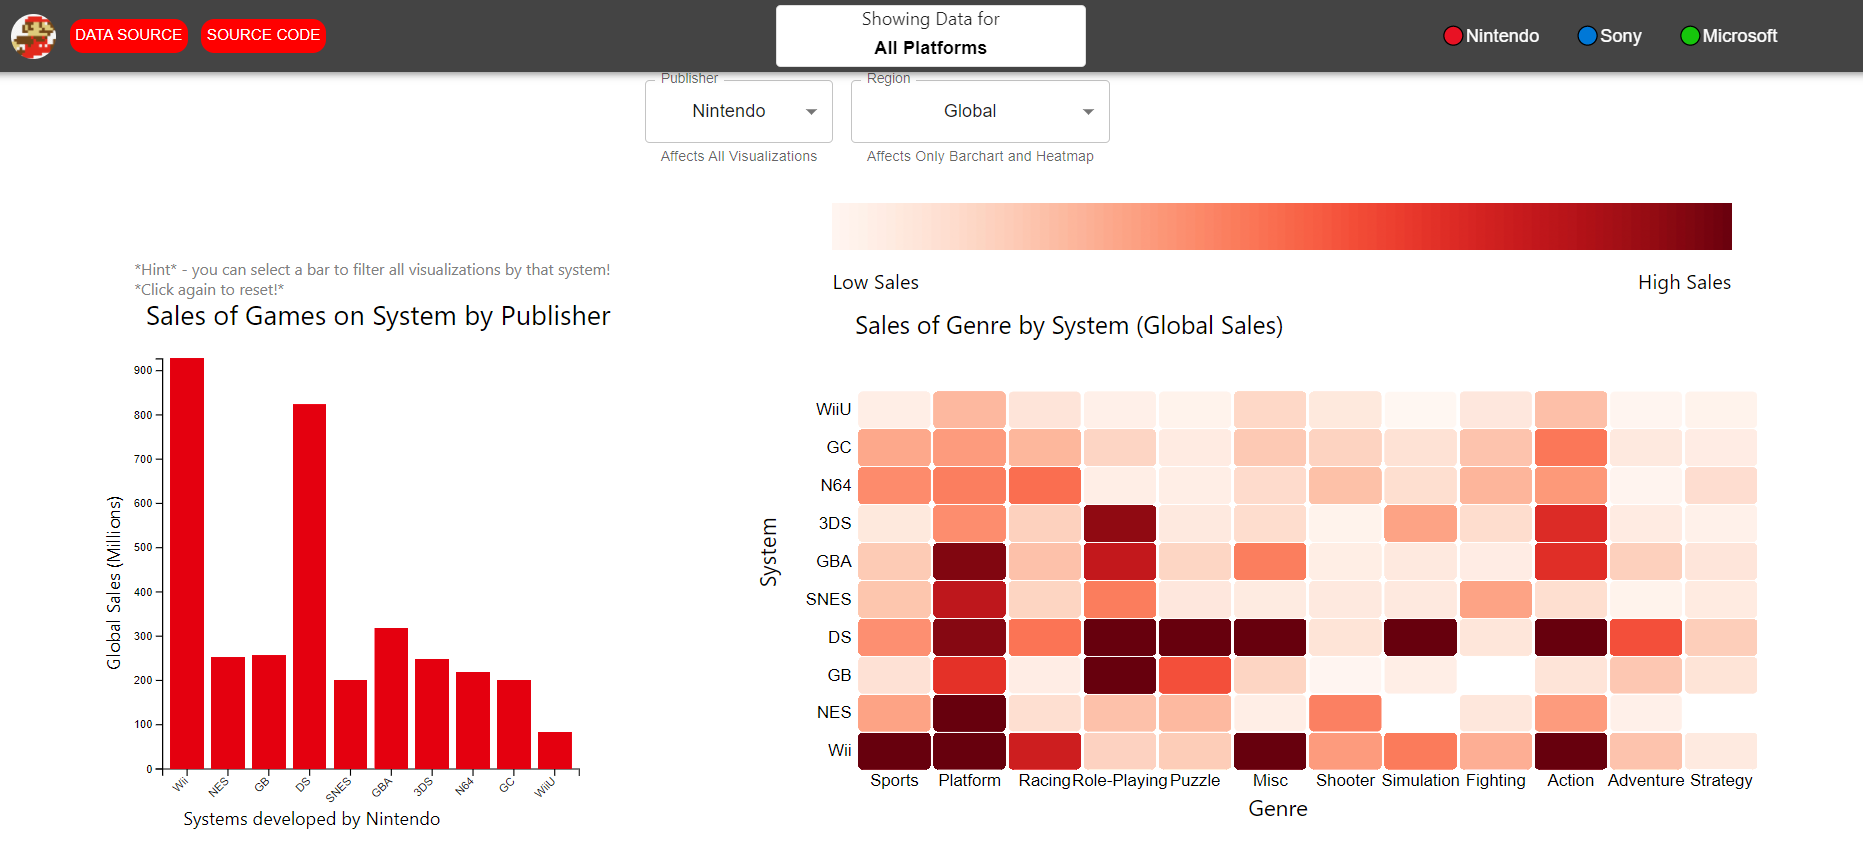 DATA SOURCE
SOURCE CODE
Showing Data for
All Platforms
Nintendo
Sony
Microsoft
Publisher
Nintendo
Affects All Visualizations
Region
Global
Affects Only Barchart and Heatmap
Low Sales
High Sales
*Hint* - you can select a bar to filter all visualizations by that system!
*Click again to reset!*
Sales of Games on System by Publisher
Global Sales (Millions)
900
800
700
600
500
400
300
200
100
0
Wii
NES
GB
DS
SNES
GBA
3DS
N64
GC
WiiU
Systems developed by Nintendo
Sales of Genre by System (Global Sales)
System
WiiU
GC
N64
3DS
GBA
SNES
DS
GB
NES
Wii
Sports
Platform
Racing
Role-Playing
Puzzle
Misc
Shooter
Simulation
Fighting
Action
Adventure
Strategy
Genre